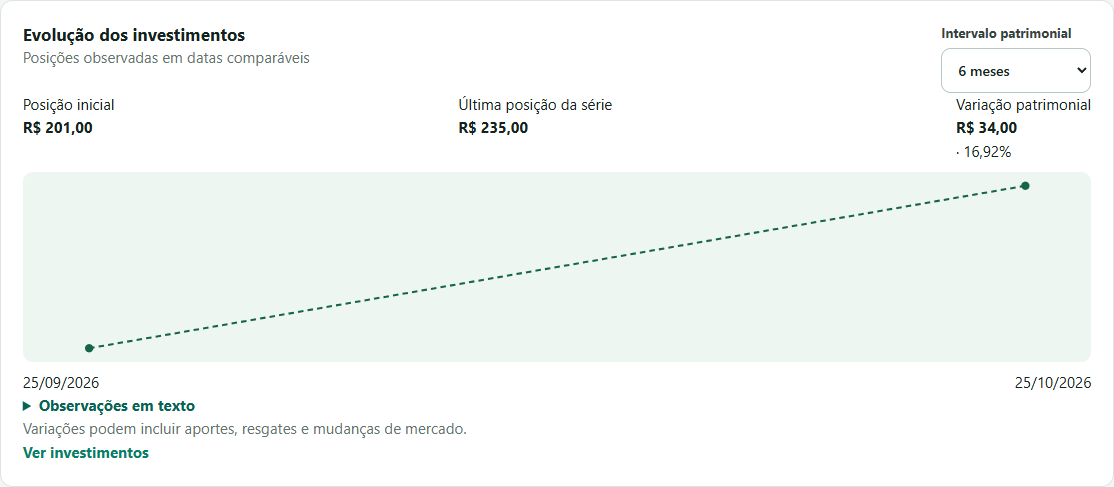 Evolução dos investimentos
Posições observadas em datas comparáveis
Intervalo patrimonial
6 meses
Posição inicial
R$ 201,00
Última posição da série
R$ 235,00
Variação patrimonial
R$ 34,00
· 16,92%
25/09/2026
25/10/2026
Observações em texto
Variações podem incluir aportes, resgates e mudanças de mercado.
Ver investimentos